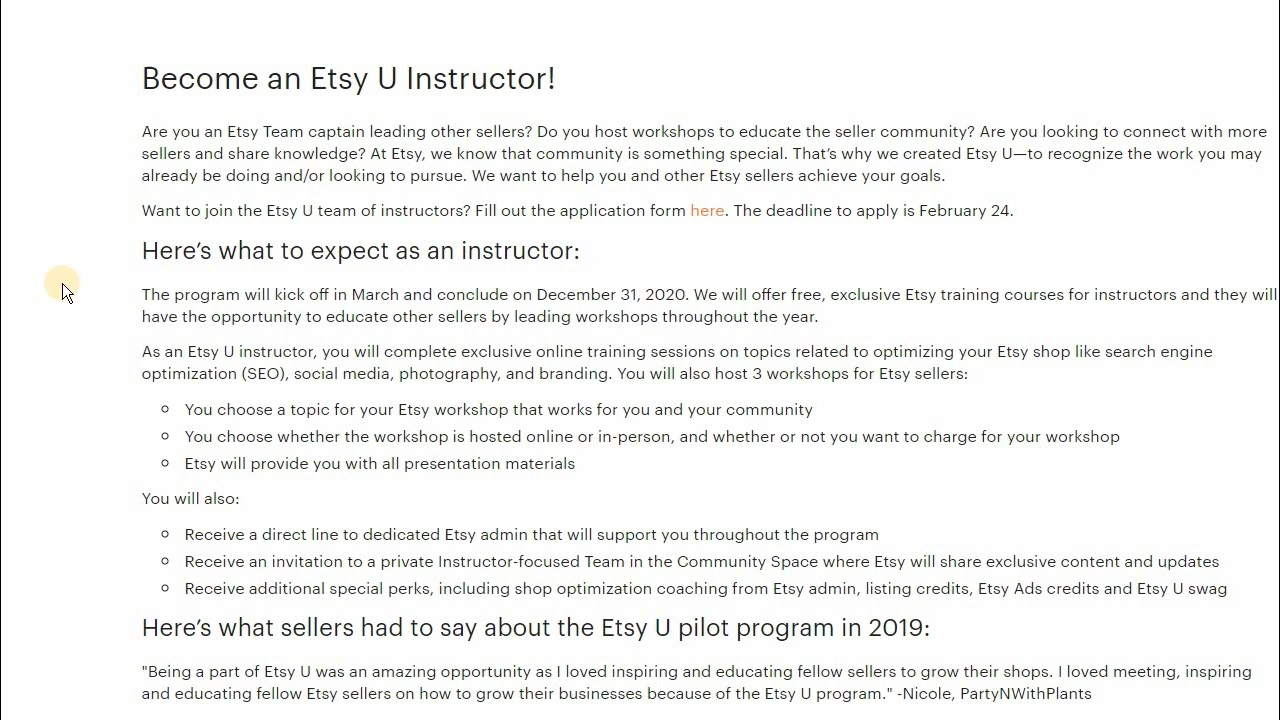 Become an Etsy U Instructor!
Are you an Etsy Team captain leading other sellers? Do you host workshops to educate the seller community? Are you looking to connect with more
sellers and share knowledge? At Etsy, we know that community is something special. That’s why we created Etsy U—to recognize the work you may
already be doing and/or looking to pursue. We want to help you and other Etsy sellers achieve your goals.
Want to join the Etsy U team of instructors? Fill out the application form here. The deadline to apply is February 24.
Here’s what to expect as an instructor:
The program will kick off in March and conclude on December 31, 2020. We will offer free, exclusive Etsy training courses for instructors and they will
have the opportunity to educate other sellers by leading workshops throughout the year.
As an Etsy U instructor, you will complete exclusive online training sessions on topics related to optimizing your Etsy shop like search engine
optimization (SEO), social media, photography, and branding. You will also host 3 workshops for Etsy sellers:
You choose a topic for your Etsy workshop that works for you and your community
You choose whether the workshop is hosted online or in-person, and whether or not you want to charge for your workshop
Etsy will provide you with all presentation materials
You will also:
Receive a direct line to dedicated Etsy admin that will support you throughout the program
Receive an invitation to a private Instructor-focused Team in the Community Space where Etsy will share exclusive content and updates
Receive additional special perks, including shop optimization coaching from Etsy admin, listing credits, Etsy Ads credits and Etsy U swag
Here’s what sellers had to say about the Etsy U pilot program in 2019:
"Being a part of Etsy U was an amazing opportunity as I loved inspiring and educating fellow sellers to grow their shops. I loved meeting, inspiring
and educating fellow Etsy sellers on how to grow their businesses because of the Etsy U program." -Nicole, PartyNWithPlants